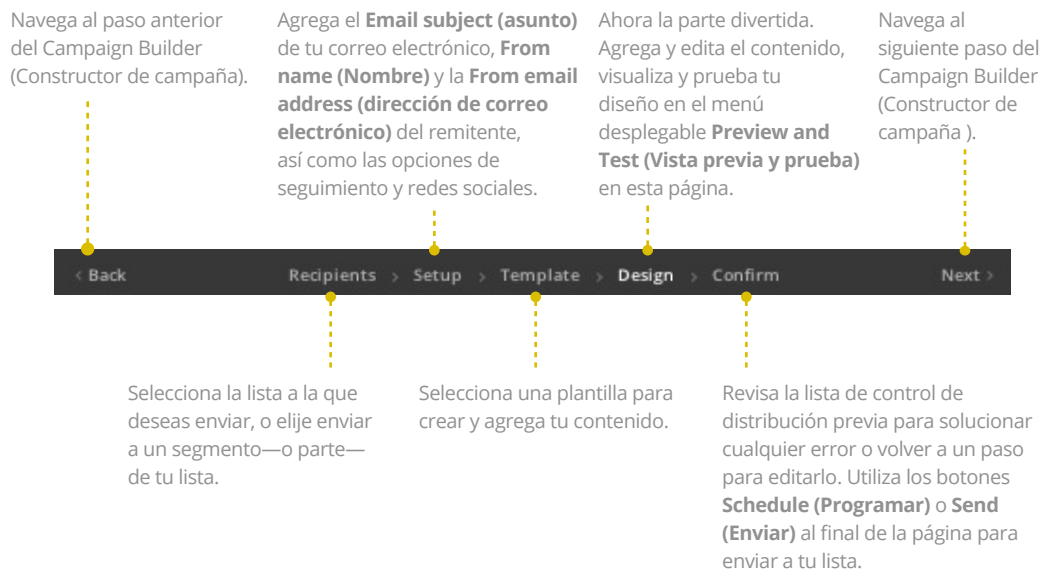 Navega al paso anterior
del Campaign Builder
(Constructor de campaña).
Agrega el Email subject (asunto)
de tu correo electrónico, From
name (Nombre) y la From email
address (dirección de correo
electrónico) del remitente,
así como las opciones de
seguimiento y redes sociales.
Ahora la parte divertida.
Agrega y edita el contenido,
visualiza y prueba tu
diseño en el menú
desplegable Preview and
Test (Vista previa y prueba)
en esta página.
Navega al
siguiente paso del
Campaign Builder
(Constructor de
campaña ).
< Back Recipients > Setup > Template > Design > Confirm Next >
Selecciona la lista a la que
deseas enviar, o elije enviar
a un segmento—o parte—
de tu lista.
Selecciona una plantilla para
crear y agrega tu contenido.
Revisa la lista de control de
distribución previa para solucionar
cualquier error o volver a un paso
para editarlo. Utiliza los botones
Schedule (Programar) o Send
(Enviar) al final de la página para
enviar a tu lista.